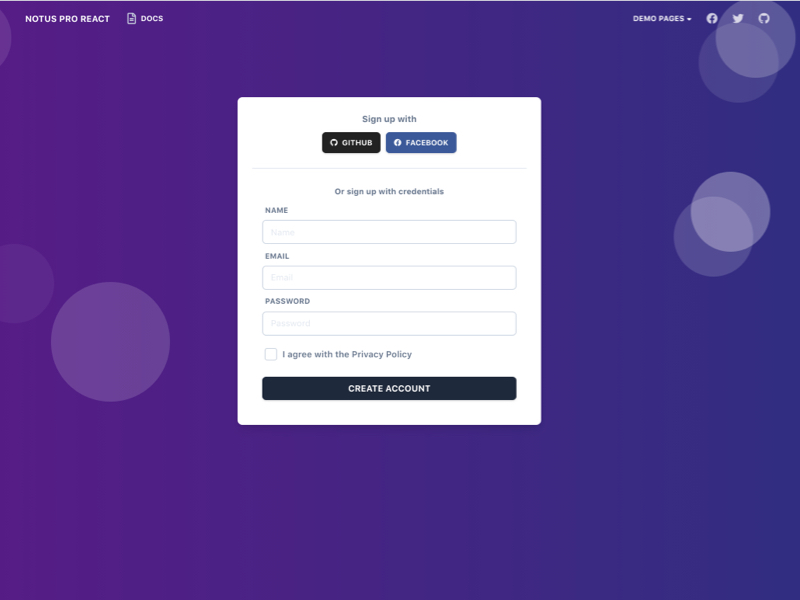 NOTUS PRO REACT
DOCS
DEMO PAGES
Sign up with
GITHUB
FACEBOOK
Or sign up with credentials
NAME
Name
EMAIL
Email
PASSWORD
Password
I agree with the Privacy Policy
CREATE ACCOUNT